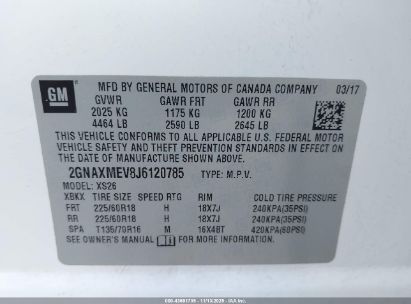 GM
MFD BY GENERAL MOTORS OF CANADA COMPANY 03/17
GVWR GAWR FRT GAWR RR
2025 KG 1175 KG 1200 KG
4464 LB 2590 LB 2645 LB
THIS VEHICLE CONFORMS TO ALL APPLICABLE U.S. FEDERAL MOTOR
VEHICLE SAFETY AND THEFT PREVENTION STANDARDS IN EFFECT ON
THE DATE OF MANUFACTURE SHOWN ABOVE.
2GNAXMEV8J6120785 TYPE: M.P.V.
MODEL: XS26
XBKX TIRE SIZE SPEED RTG RIM COLD TIRE PRESSURE
FRT 225/60R18 H 18X7J 240KPA(35PSI)
RR 225/60R18 H 18X7J 240KPA(35PSI)
SPA T135/70R16 M 16X4BT 420KPA(60PSI)
SEE OWNER'S MANUAL FOR ADDITIONAL INFORMATION.